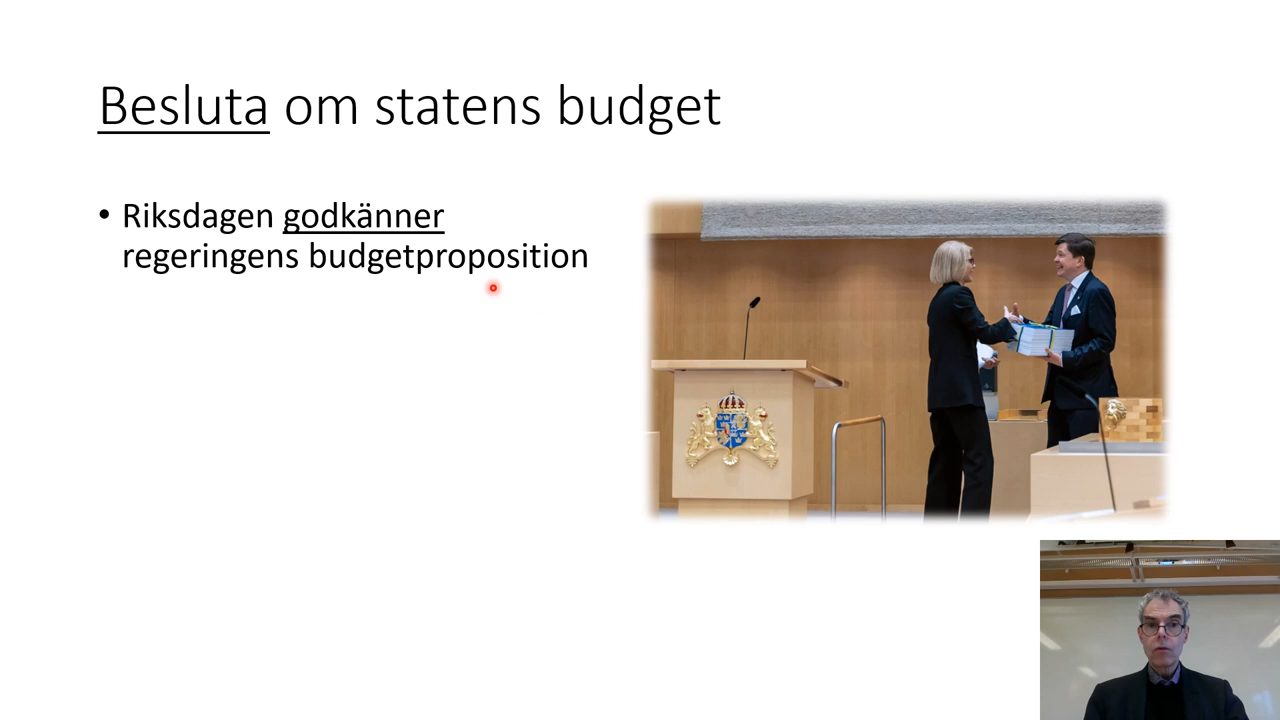 Besluta om statens budget
• Riksdagen godkänner
regeringens budgetproposition